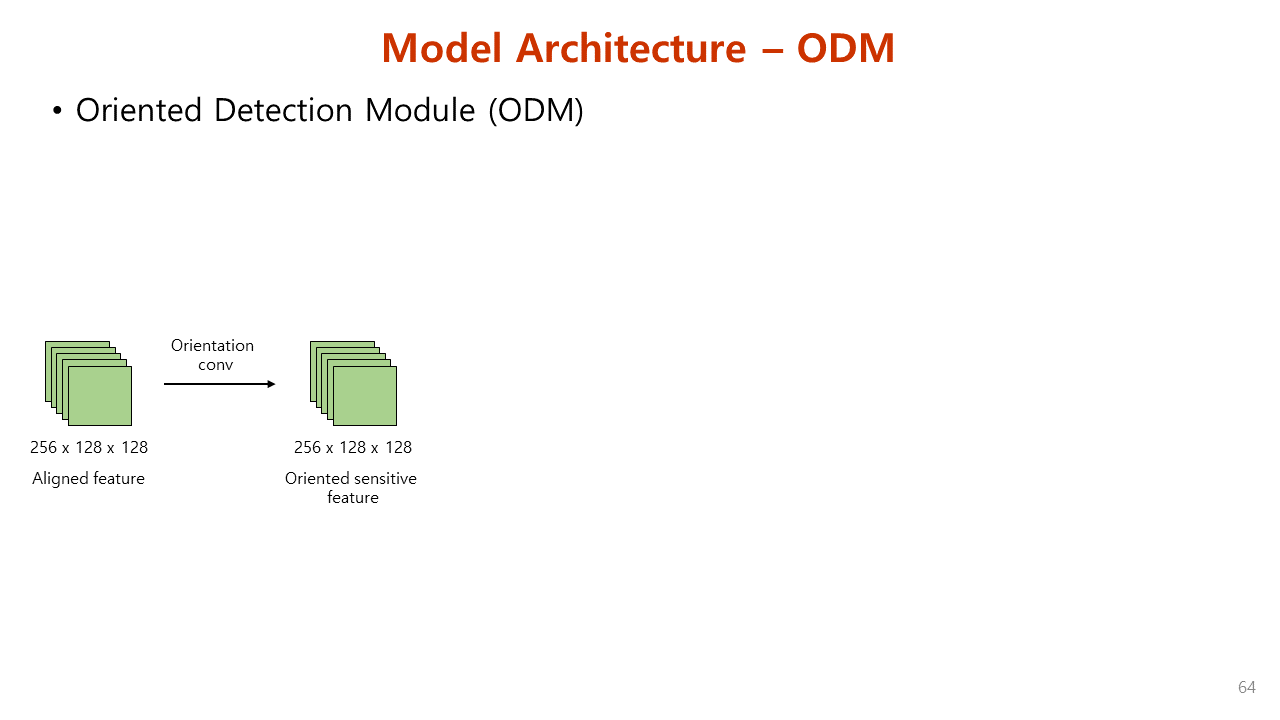 Model Architecture – ODM
• Oriented Detection Module (ODM)
Orientation
conv
256 x 128 x 128
256 x 128 x 128
Aligned feature
Oriented sensitive
feature
64